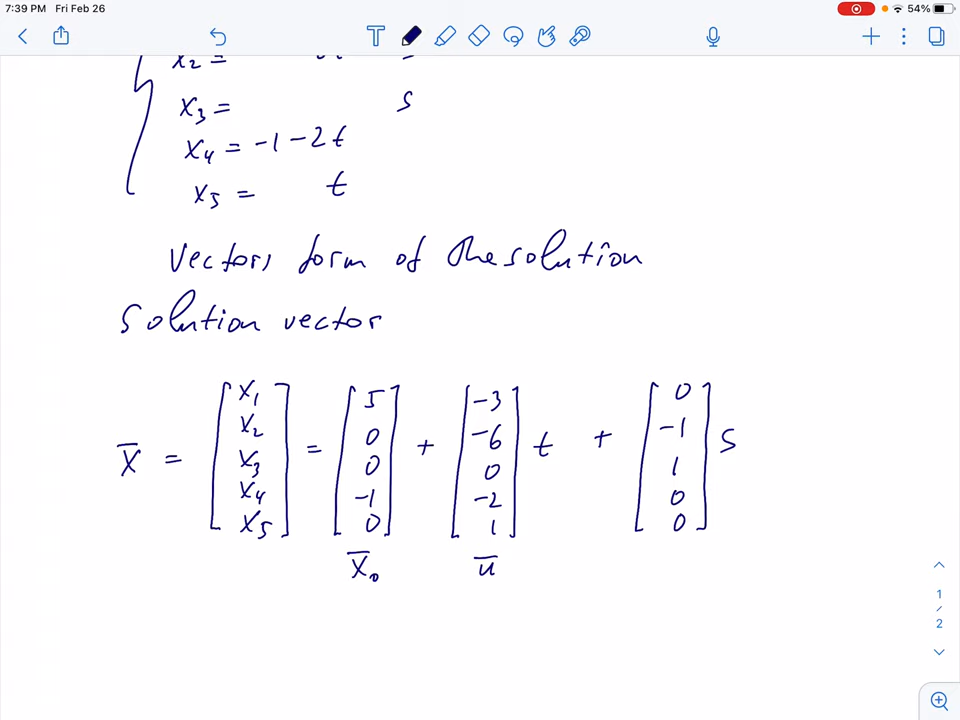 7:39 PM Fri Feb 26 54%
x2 =
x3 = s
x4 = -1 - 2t
x5 = t
Vectors form of the solution
Solution vector
x̄ = [x1 x2 x3 x4 x5] = [5 0 0 -1 0] + [-3 -6 0 -2 1] t + [0 -1 1 0 0] s
x̄0 ū
1
/
2